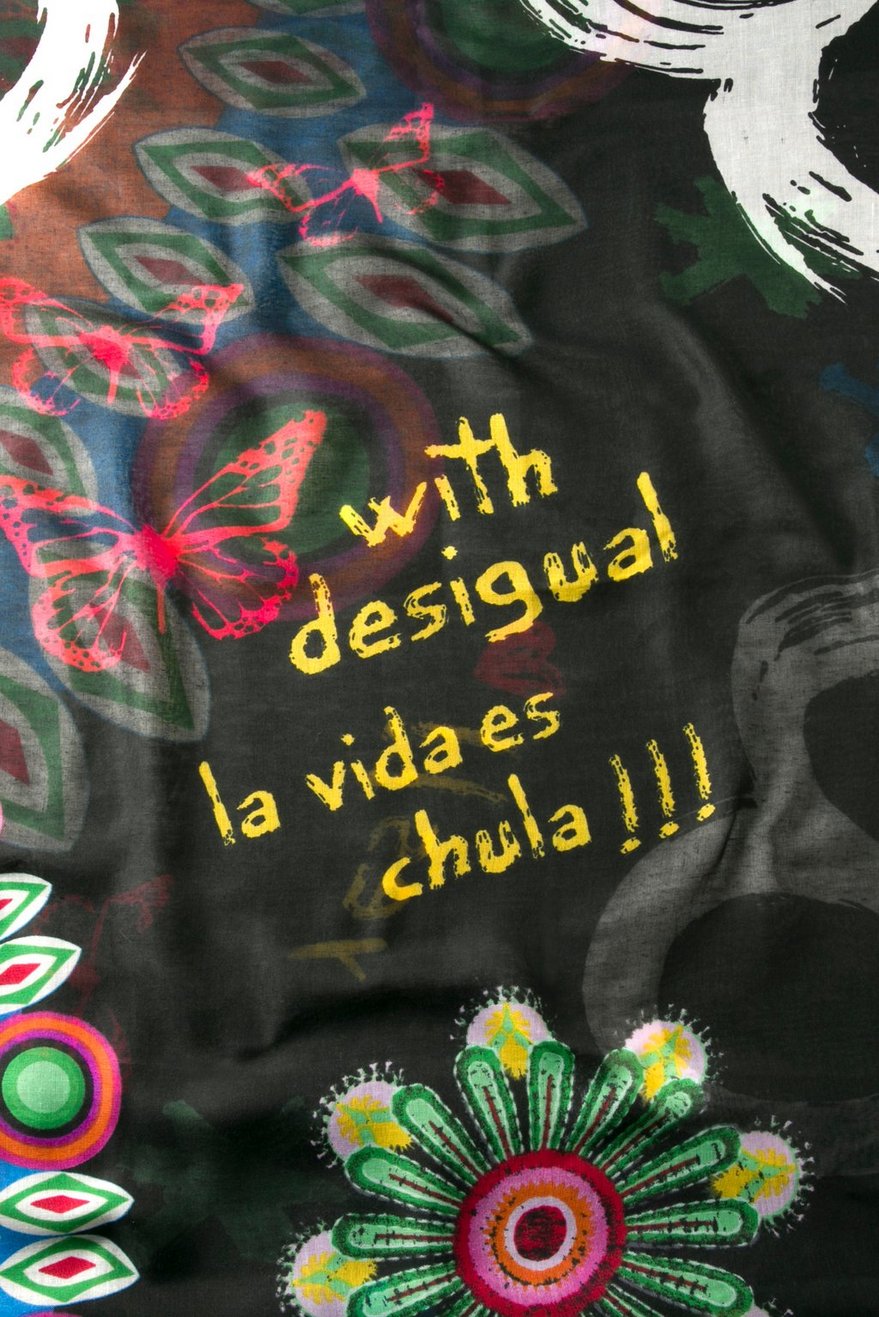 with
desigual
la vida es
chula!!!